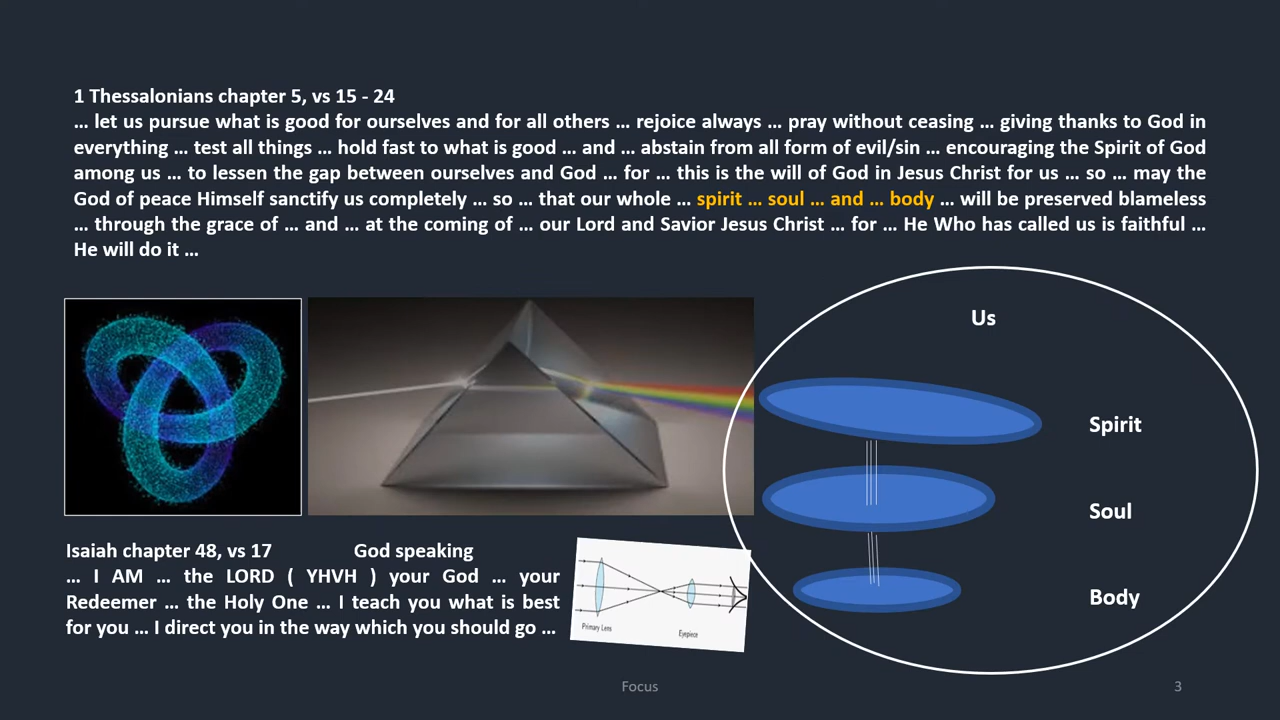 1 Thessalonians chapter 5, vs 15 - 24
... let us pursue what is good for ourselves and for all others ... rejoice always ... pray without ceasing ... giving thanks to God in
everything ... test all things ... hold fast to what is good ... and ... abstain from all form of evil/sin ... encouraging the Spirit of God
among us ... to lessen the gap between ourselves and God ... for ... this is the will of God in Jesus Christ for us ... so ... may the
God of peace Himself sanctify us completely ... so ... that our whole ... spirit ... soul ... and ... body ... will be preserved blameless
... through the grace of ... and ... at the coming of ... our Lord and Savior Jesus Christ ... for ... He Who has called us is faithful ...
He will do it ...
Us
Spirit
Soul
Body
Isaiah chapter 48, vs 17 God speaking
... I AM ... the LORD ( YHVH ) your God ... your
Redeemer ... the Holy One ... I teach you what is best
for you ... I direct you in the way which you should go ...
Primary Lens
Eyepiece
Focus
3